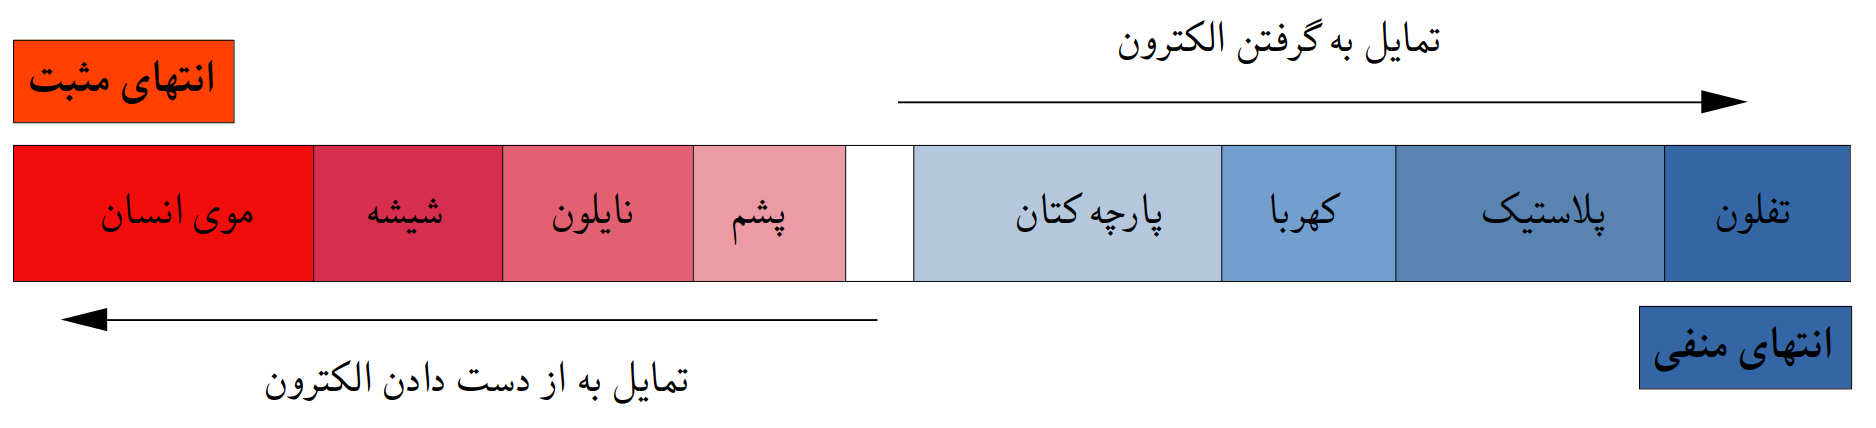 تمایل به گرفتن الکترون
انتهای مثبت
موی انسان
شیشه
نایلون
پشم
پارچه کتان
کهربا
پلاستیک
تفلون
انتهای منفی
تمایل به از دست دادن الکترون